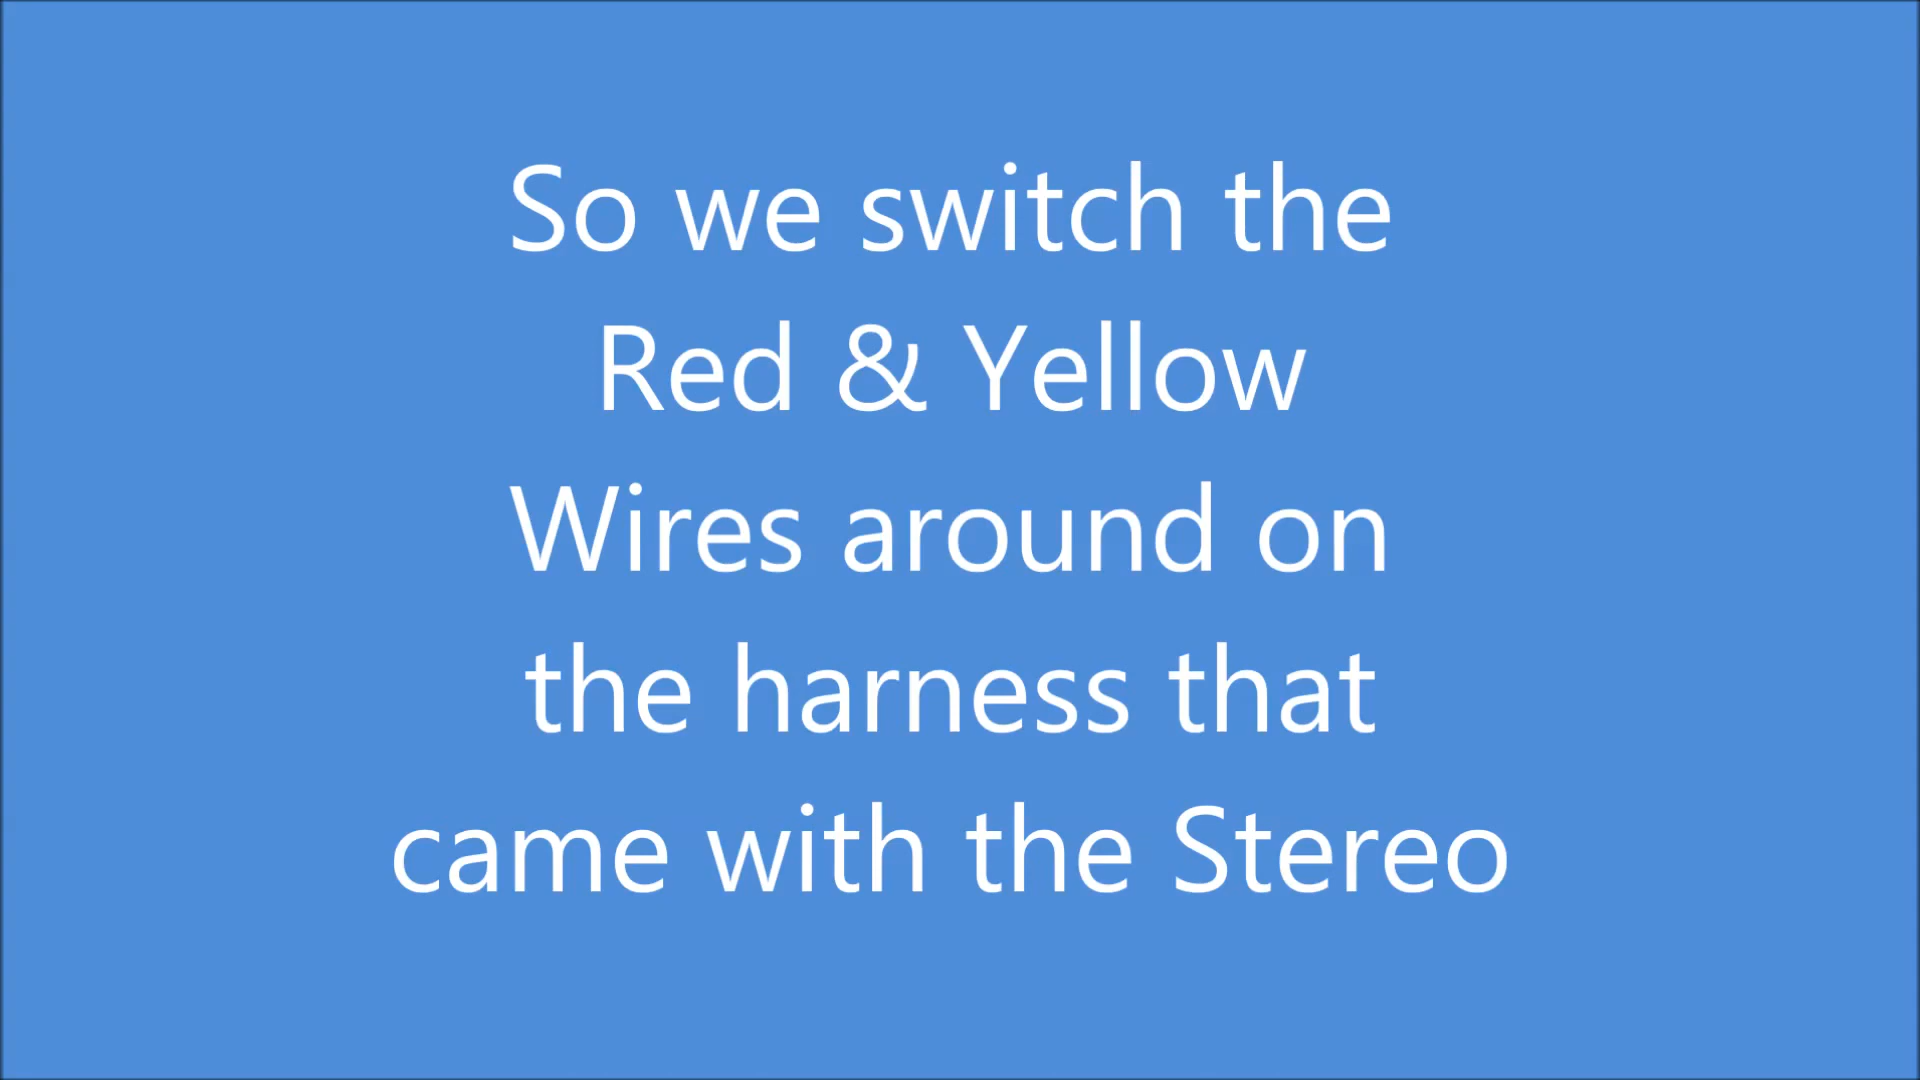 So we switch the
Red & Yellow
Wires around on
the harness that
came with the Stereo